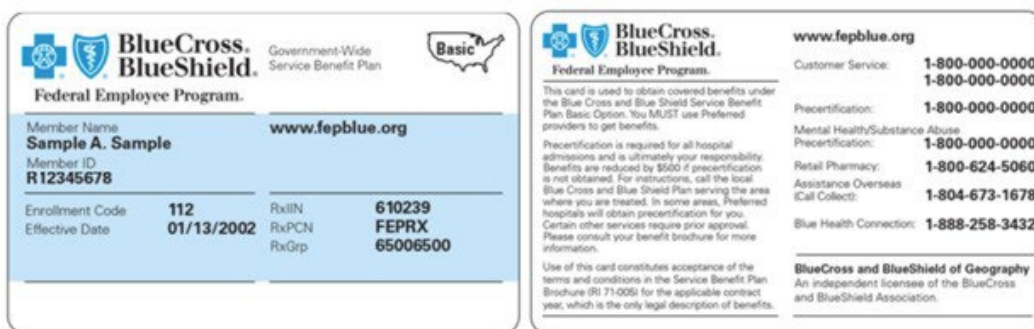 BlueCross®
BlueShield®
Federal Employee Program.
Government-Wide
Service Benefit Plan
Basic
Member Name
Sample A. Sample
Member ID
R12345678
www.fepblue.org
Enrollment Code 112
Effective Date 01/13/2002
RxIIN 610239
RxPCN FEPRX
RxGrp 65006500
BlueCross®
BlueShield®
Federal Employee Program.
This card is used to obtain covered benefits under
the Blue Cross and Blue Shield Service Benefit
Plan Basic Option. You MUST use Preferred
providers to get benefits.
Precertification is required for all hospital
admissions and is ultimately your responsibility.
Benefits are reduced by $500 if precertification
is not obtained. For instructions, call the local
Blue Cross and Blue Shield Plan serving the area
where you are treated. In some areas, Preferred
hospitals will obtain precertification for you.
Certain other services require prior approval.
Please consult your benefit brochure for more
information.
Use of this card constitutes acceptance of the
terms and conditions in the Service Benefit Plan
Brochure (RI 71-005) for the applicable contract
year, which is the only legal description of benefits.
www.fepblue.org
Customer Service: 1-800-000-0000
1-800-000-0000
Precertification: 1-800-000-0000
Mental Health/Substance Abuse
Precertification: 1-800-000-0000
Retail Pharmacy: 1-800-624-5060
Assistance Overseas
(Call Collect): 1-804-673-1678
Blue Health Connection: 1-888-258-3432
BlueCross and BlueShield of Geography
An independent licensee of the BlueCross
and BlueShield Association.